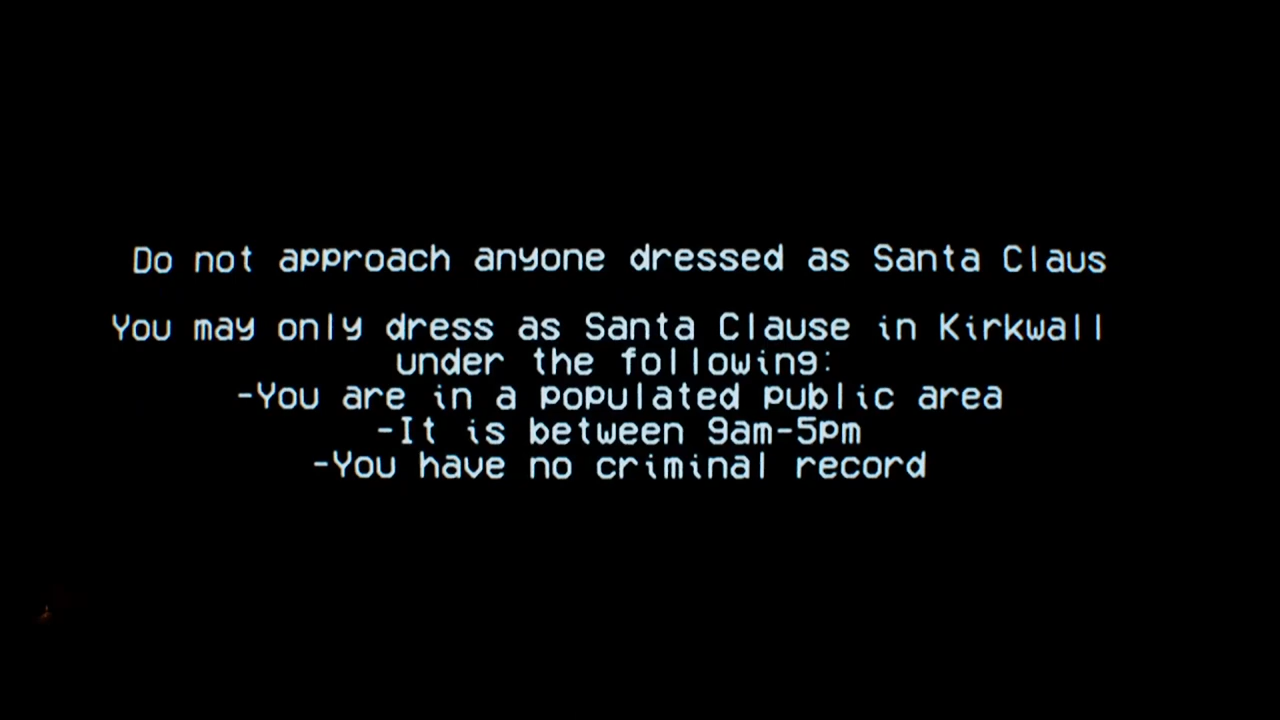 Do not approach anyone dressed as Santa Claus
You may only dress as Santa Clause in Kirkwall
under the following:
-You are in a populated public area
-It is between 9am-5pm
-You have no criminal record